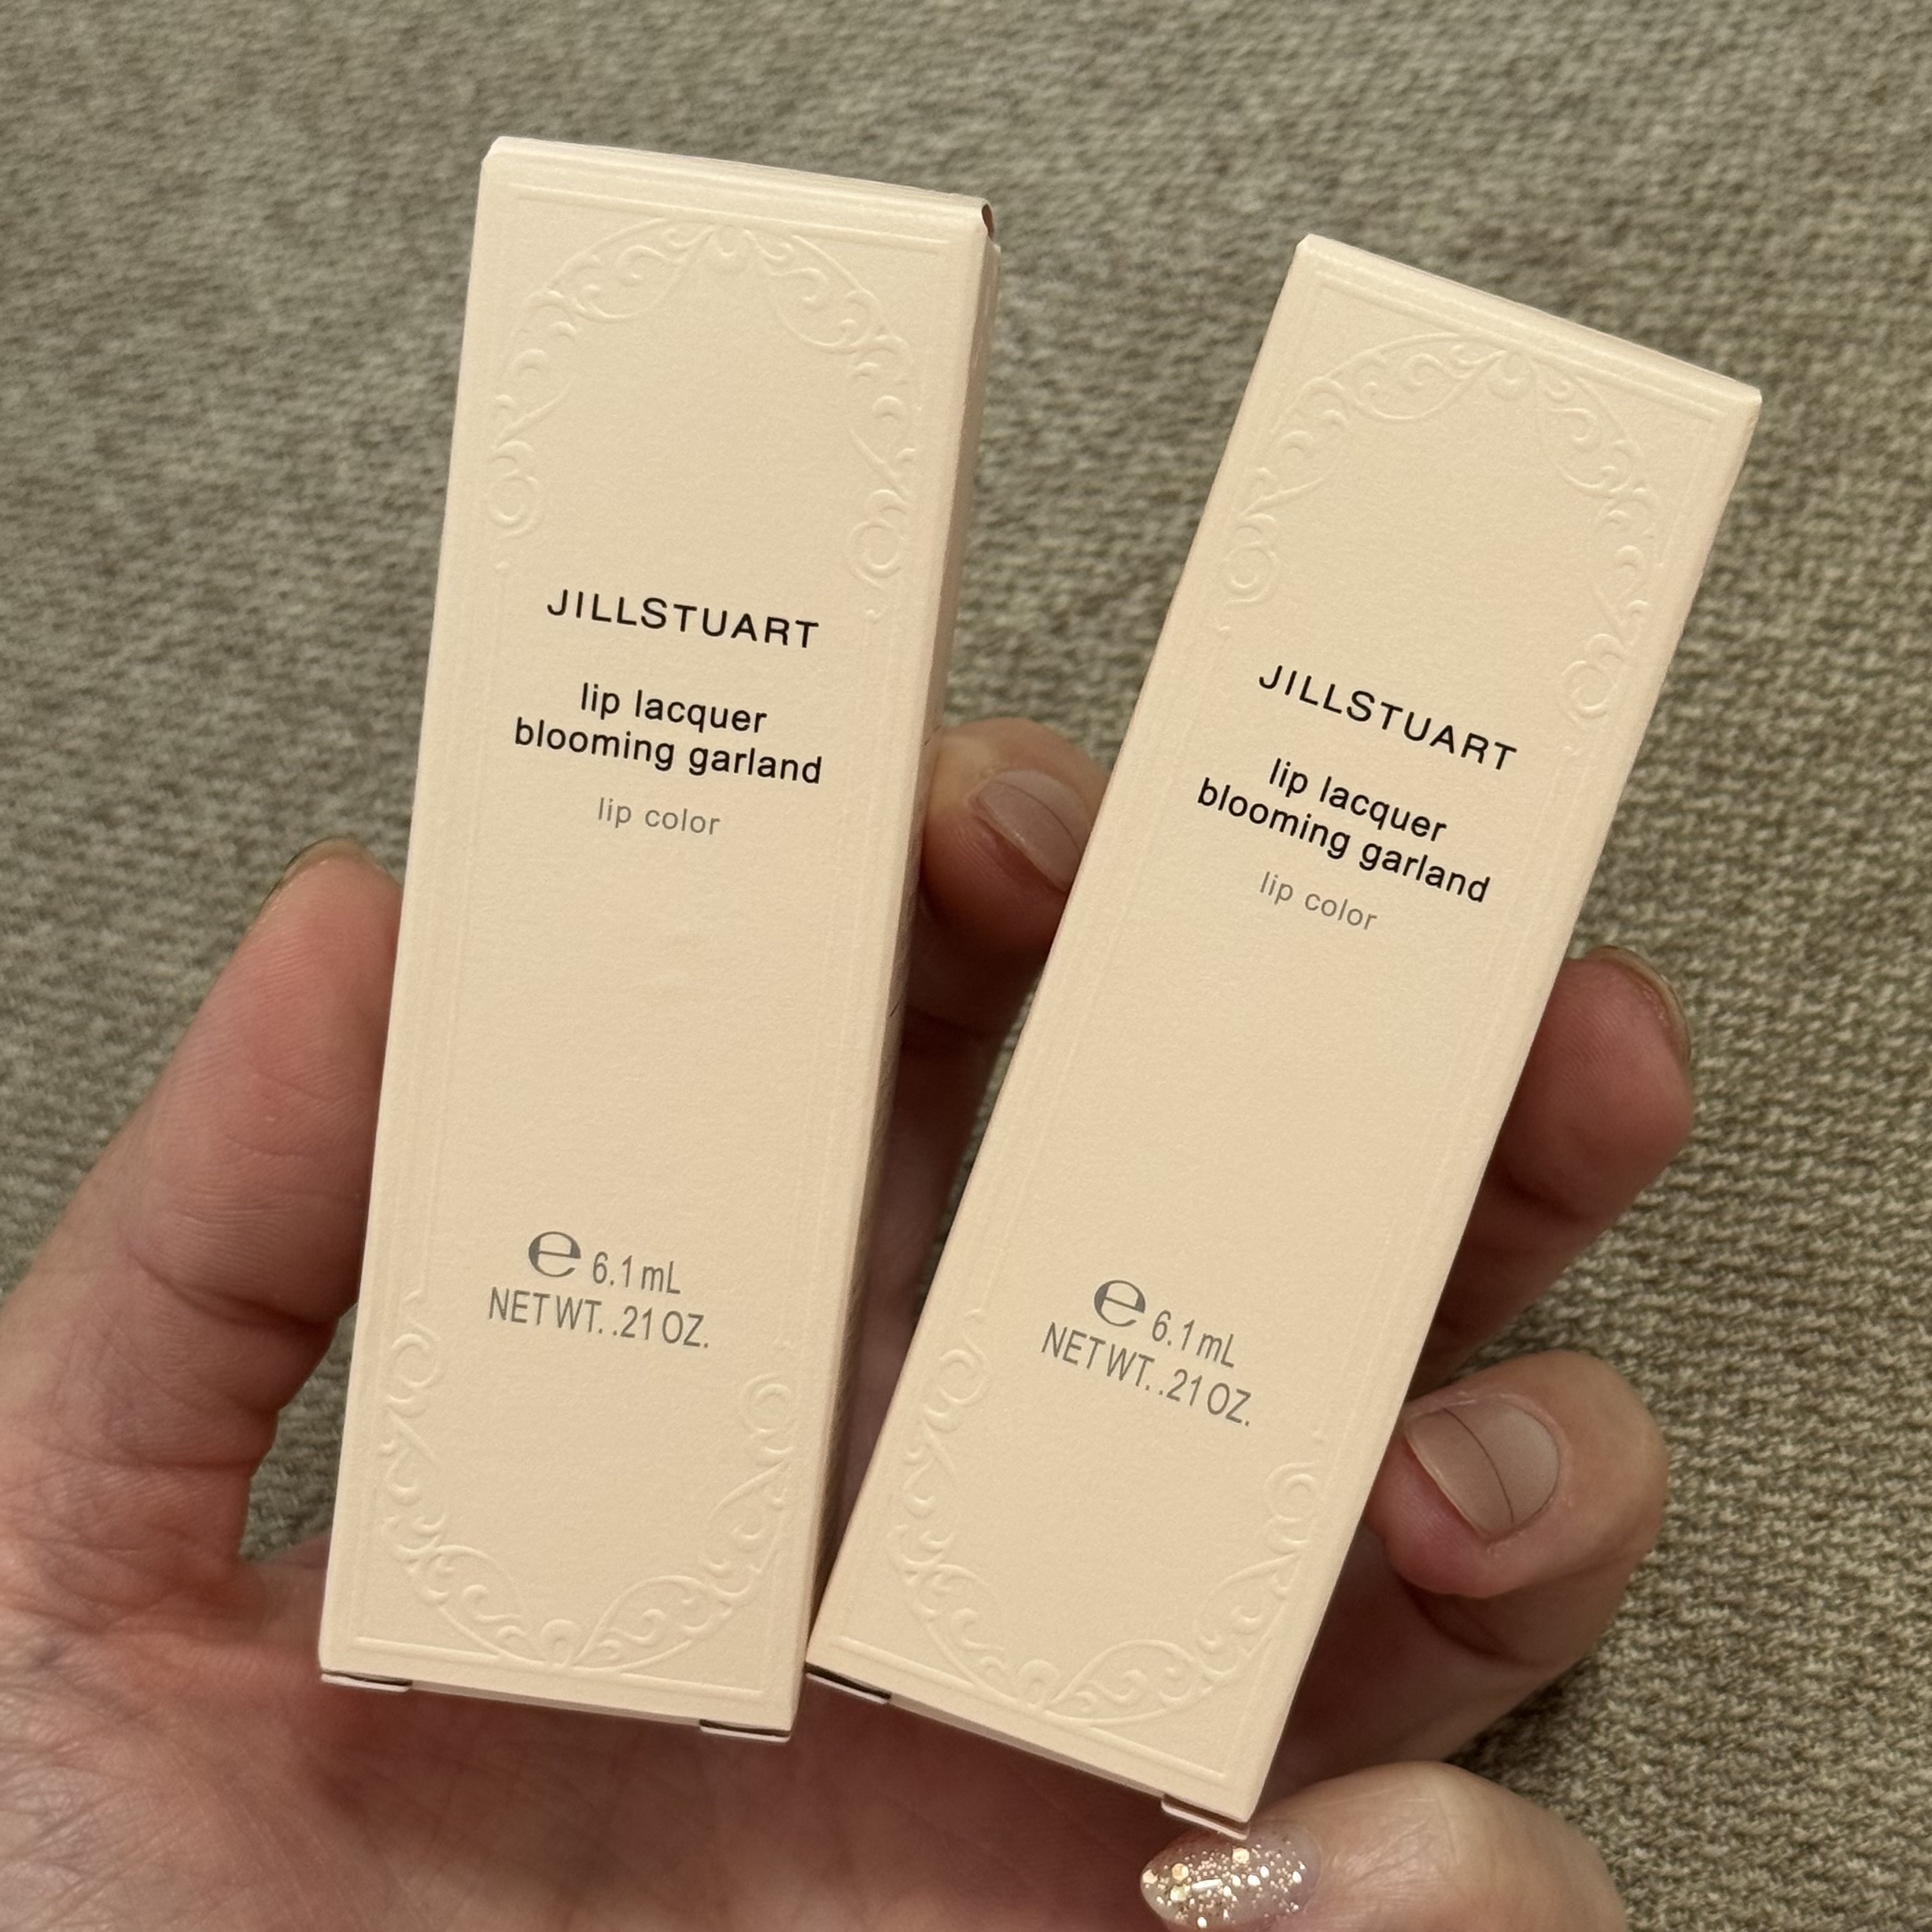 JILLSTUART
lip lacquer
blooming garland
lip color
℮ 6.1 mL
NET WT. .21 OZ.
JILLSTUART
lip lacquer
blooming garland
lip color
℮ 6.1 mL
NET WT. .21 OZ.